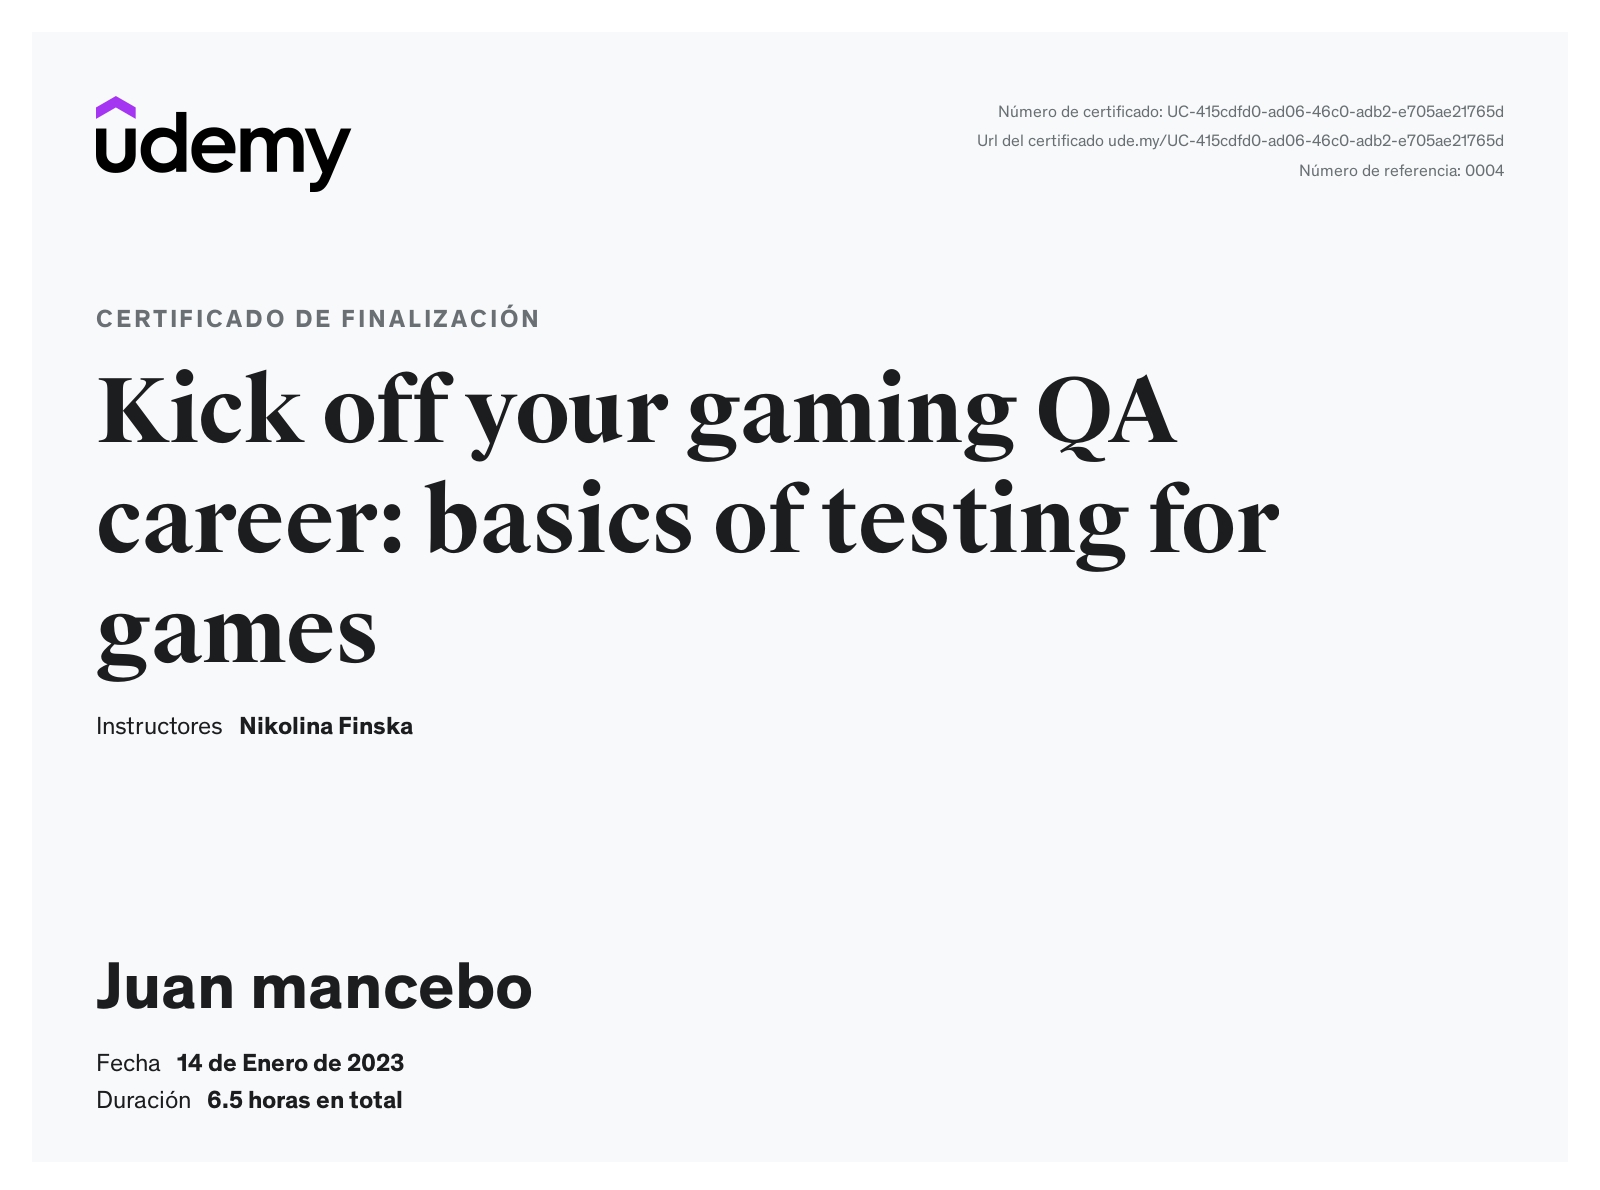 udemy
Número de certificado: UC-415cdfd0-ad06-46c0-adb2-e705ae21765d
Url del certificado ude.my/UC-415cdfd0-ad06-46c0-adb2-e705ae21765d
Número de referencia: 0004
CERTIFICADO DE FINALIZACIÓN
Kick off your gaming QA
career: basics of testing for
games
Instructores Nikolina Finska
Juan mancebo
Fecha 14 de Enero de 2023
Duración 6.5 horas en total